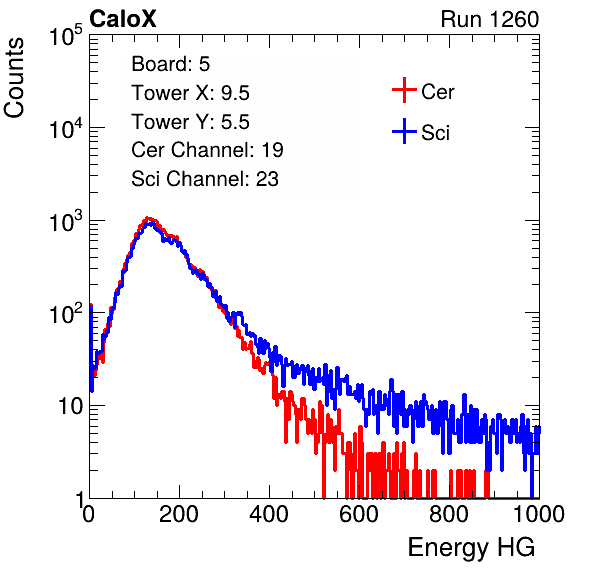 CaloX Run 1260
Counts
10^5
10^4
10^3
10^2
10
1
Board: 5
Tower X: 9.5
Tower Y: 5.5
Cer Channel: 19
Sci Channel: 23
Cer
Sci
0 200 400 600 800 1000
Energy HG